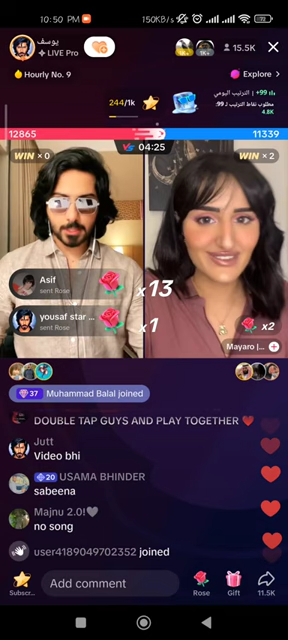 10:50 PM
150KB/s
يوسف
LIVE Pro
1K+
15.5K
Hourly No. 9
Explore >
244/1k
+99 | الترتيب اليومي
مطلوب نقاط الترتيب لـ 99:
4.8K
12865
11339
VS 04:25
WIN × 0
WIN × 2
Asif
sent Rose
x13
yousaf star ...
sent Rose
x1
x2
Mayaro |...
37 Muhammad Balal joined
DOUBLE TAP GUYS AND PLAY TOGETHER
Jutt
Video bhi
20 USAMA BHINDER
sabeena
Majnu 2.0!
no song
user4189049702352 joined
Subscr...
Add comment
Rose
Gift
11.5K